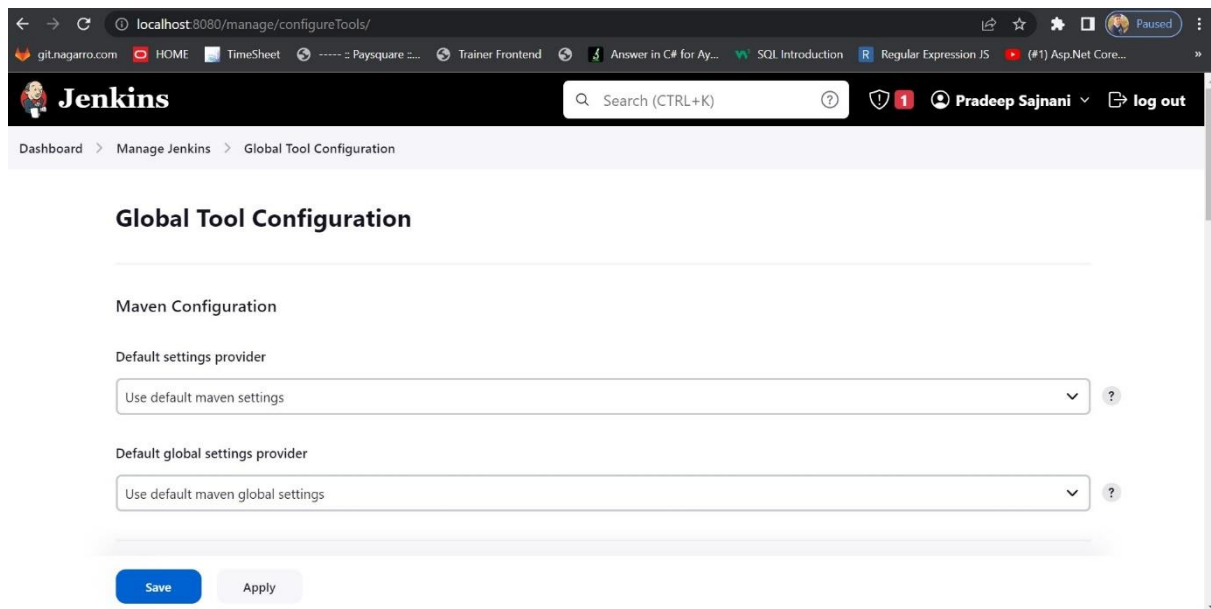 localhost:8080/manage/configureTools/
Paused
git.nagarro.com HOME TimeSheet ----- :: Paysquare ::... Trainer Frontend Answer in C# for Ay... SQL Introduction R Regular Expression JS (#1) Asp.Net Core... »
Jenkins Search (CTRL+K) ? 1 Pradeep Sajnani log out
Dashboard > Manage Jenkins > Global Tool Configuration
Global Tool Configuration
Maven Configuration
Default settings provider
Use default maven settings ?
Default global settings provider
Use default maven global settings ?
Save Apply